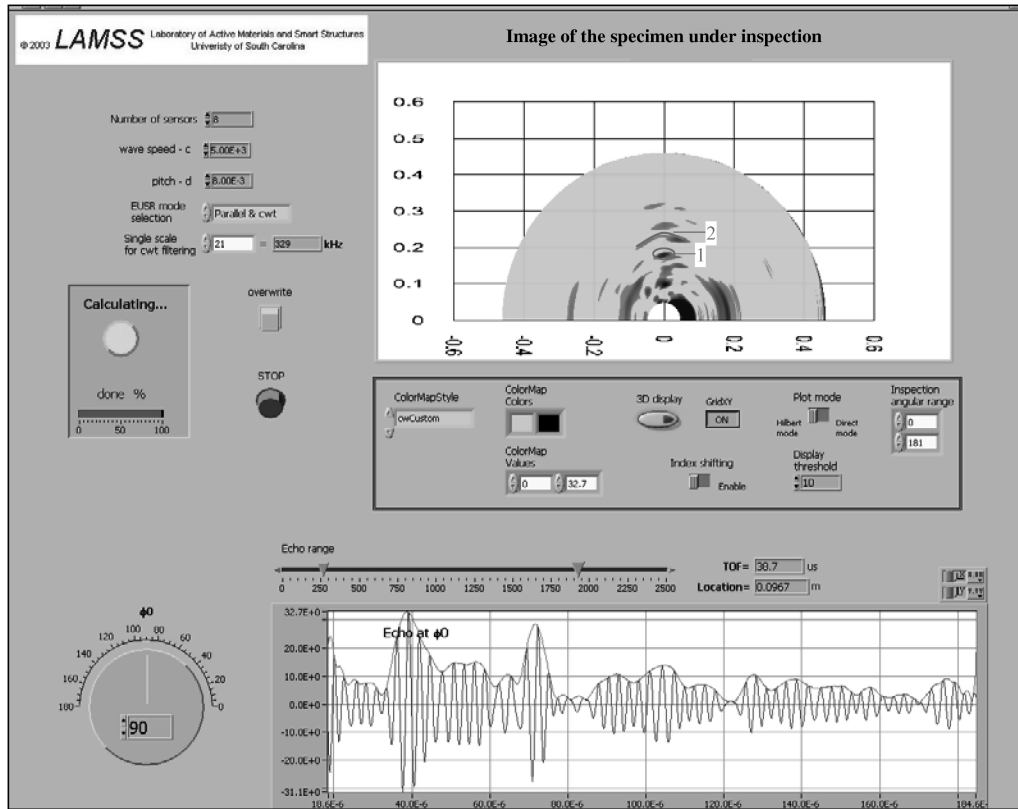 © 2003 LAMSS Laboratory of Active Materials and Smart Structures
Univeristy of South Carolina
Image of the specimen under inspection
Number of sensors 8
wave speed - c 5.00E+3
pitch - d 8.00E-3
EUSR mode
selection
Parallel & cwt
Single scale
for cwt filtering
21 = 329 kHz
0.6
0.5
0.4
0.3
0.2
0.1
0
2
1
-0.6 -0.4 -0.2 0 0.2 0.4 0.6
Calculating...
done %
0 50 100
overwrite
STOP
ColorMapStyle
owCustom
ColorMap
Colors
ColorMap
Values
0 32.7
3D display
GridXY
ON
Index shifting
Enable
Plot mode
Hilbert
mode
Direct
mode
Display
threshold
10
Inspection
angular range
0
181
Echo range
0 250 500 750 1000 1250 1500 1750 2000 2250 2500
TOF= 38.7 us
Location= 0.0967 m
ϕ0
180 160 140 120 100 80 60 40 20 0
90
Echo at ϕ0
32.7E+0
20.0E+0
10.0E+0
0.0E+0
-10.0E+0
-20.0E+0
-31.1E+0
18.6E-6 40.0E-6 60.0E-6 80.0E-6 100.0E-6 120.0E-6 140.0E-6 160.0E-6 184.6E-6